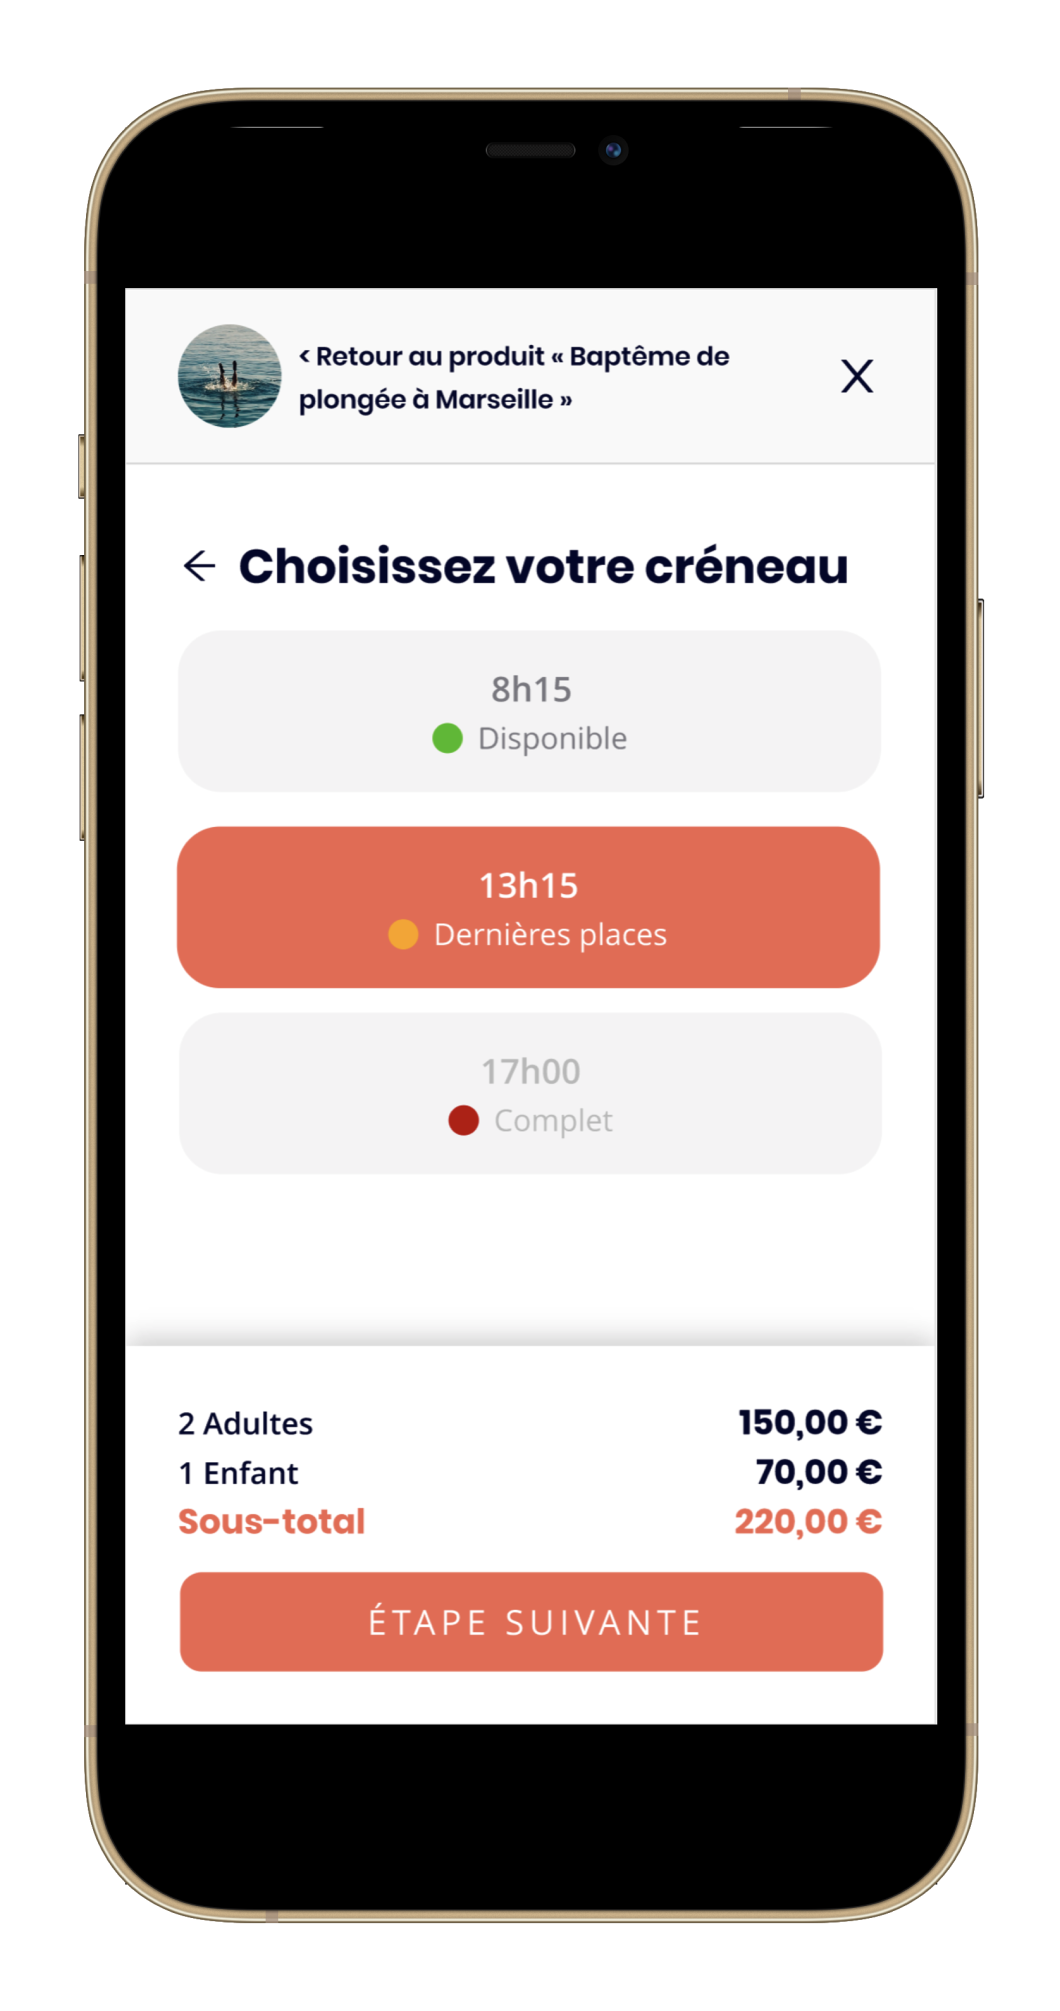 < Retour au produit « Baptême de
plongée à Marseille »
X
← Choisissez votre créneau
8h15
Disponible
13h15
Dernières places
17h00
Complet
2 Adultes 150,00 €
1 Enfant 70,00 €
Sous-total 220,00 €
ÉTAPE SUIVANTE